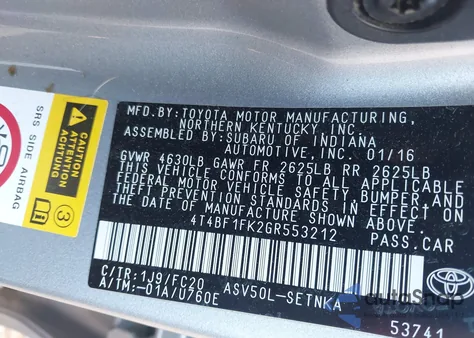 MFD.BY:TOYOTA MOTOR MANUFACTURING,
NORTHERN KENTUCKY INC.
ASSEMBLED BY:SUBARU OF INDIANA
AUTOMOTIVE,INC. 01/16
GVWR 4630LB GAWR FR 2625LB RR 2625LB
THIS VEHICLE CONFORMS TO ALL APPLICABLE
FEDERAL MOTOR VEHICLE SAFETY,BUMPER,AND
THEFT PREVENTION STANDARDS IN EFFECT ON
THE DATE OF MANUFACTURE SHOWN ABOVE.
4T4BF1FK2GR553212 PASS.CAR
C/TR:1J9/FC20 ASV50L-SETNKA
A/TM:-01A/U760E
TOYOTA
53741
SRS SIDE AIRBAG
CAUTION
ATTENTION
ACHTUNG
3
autoShop